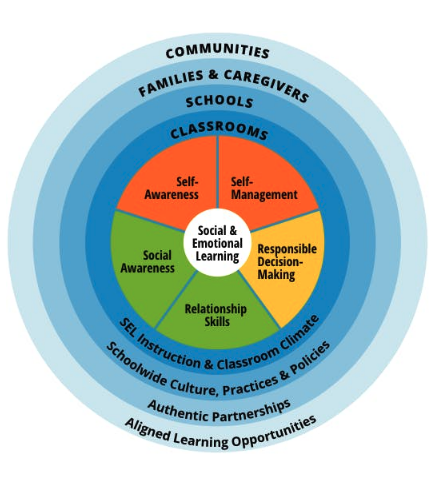 COMMUNITIES
FAMILIES & CAREGIVERS
SCHOOLS
CLASSROOMS
Self-
Awareness
Self-
Management
Social &
Emotional
Learning
Social
Awareness
Responsible
Decision-
Making
Relationship
Skills
SEL Instruction & Classroom Climate
Schoolwide Culture, Practices & Policies
Authentic Partnerships
Aligned Learning Opportunities